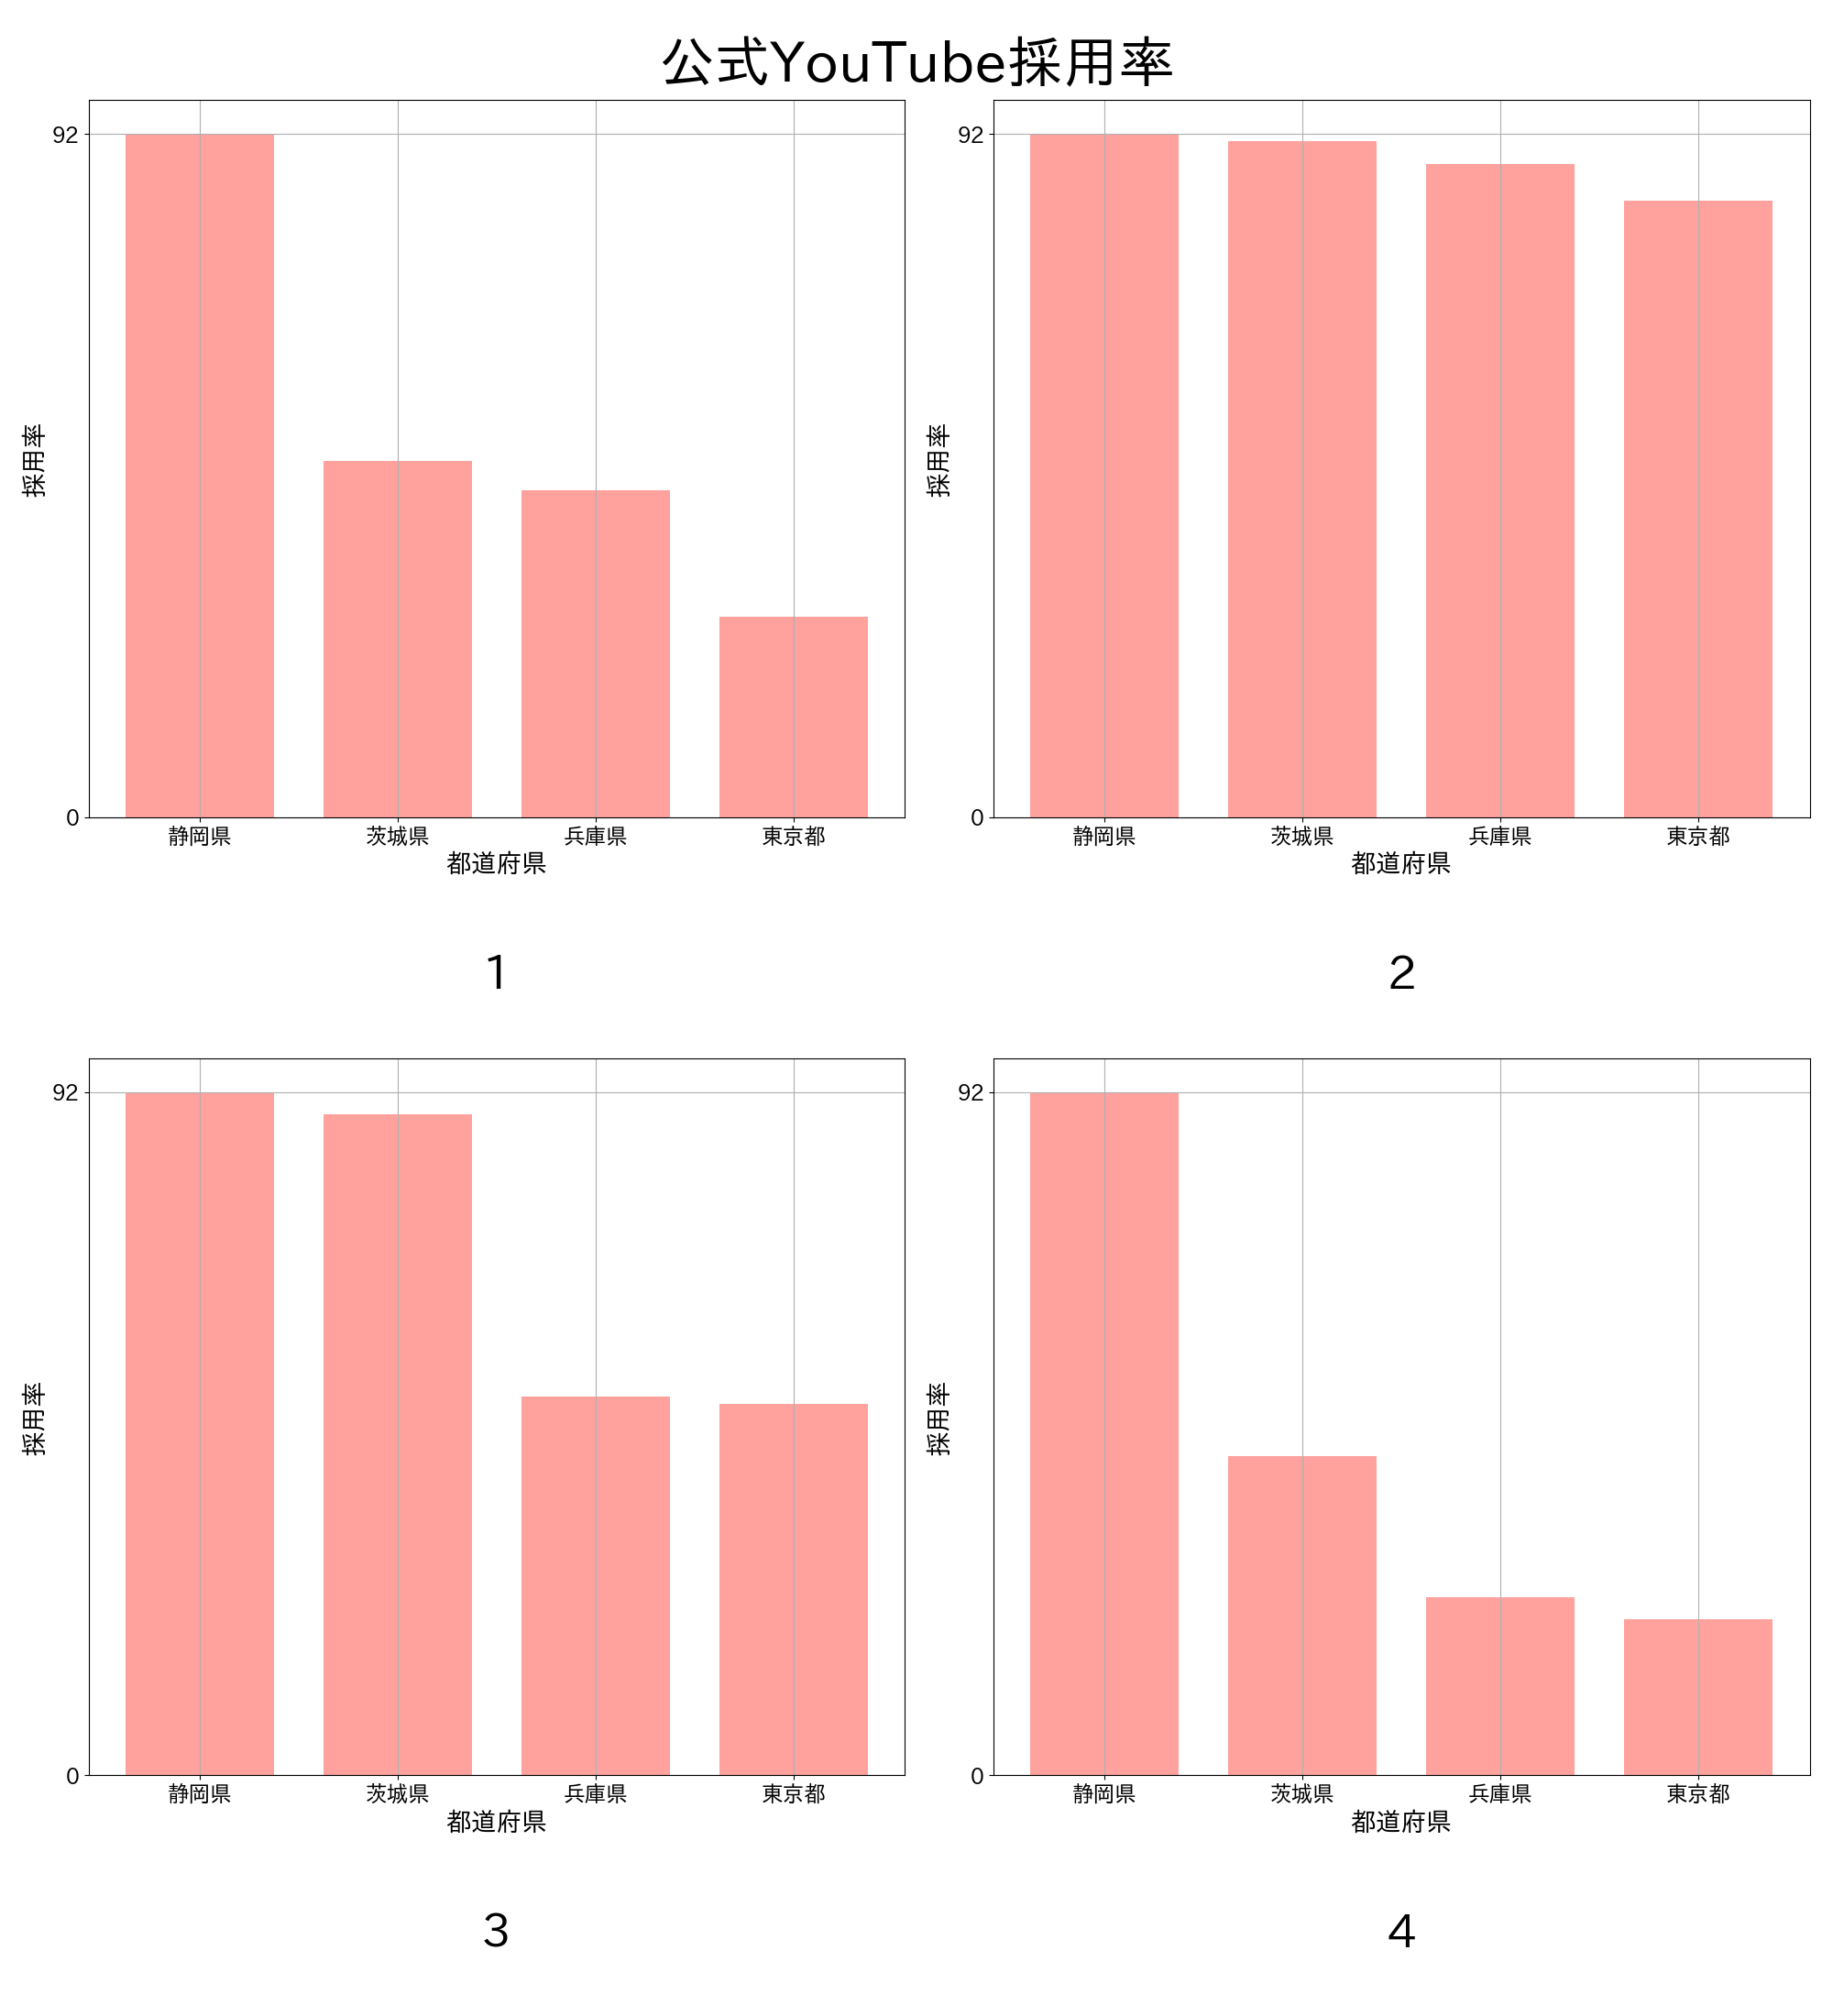 公式YouTube採用率
92
採用率
0
静岡県 茨城県 兵庫県 東京都
都道府県
1
92
採用率
0
静岡県 茨城県 兵庫県 東京都
都道府県
2
92
採用率
0
静岡県 茨城県 兵庫県 東京都
都道府県
3
92
採用率
0
静岡県 茨城県 兵庫県 東京都
都道府県
4